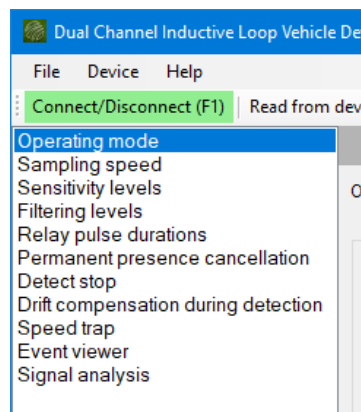 Dual Channel Inductive Loop Vehicle
File Device Help
Connect/Disconnect (F1) Read from
Operating mode
Sampling speed
Sensitivity levels
Filtering levels
Relay pulse durations
Permanent presence cancellation
Detect stop
Drift compensation during detection
Speed trap
Event viewer
Signal analysis